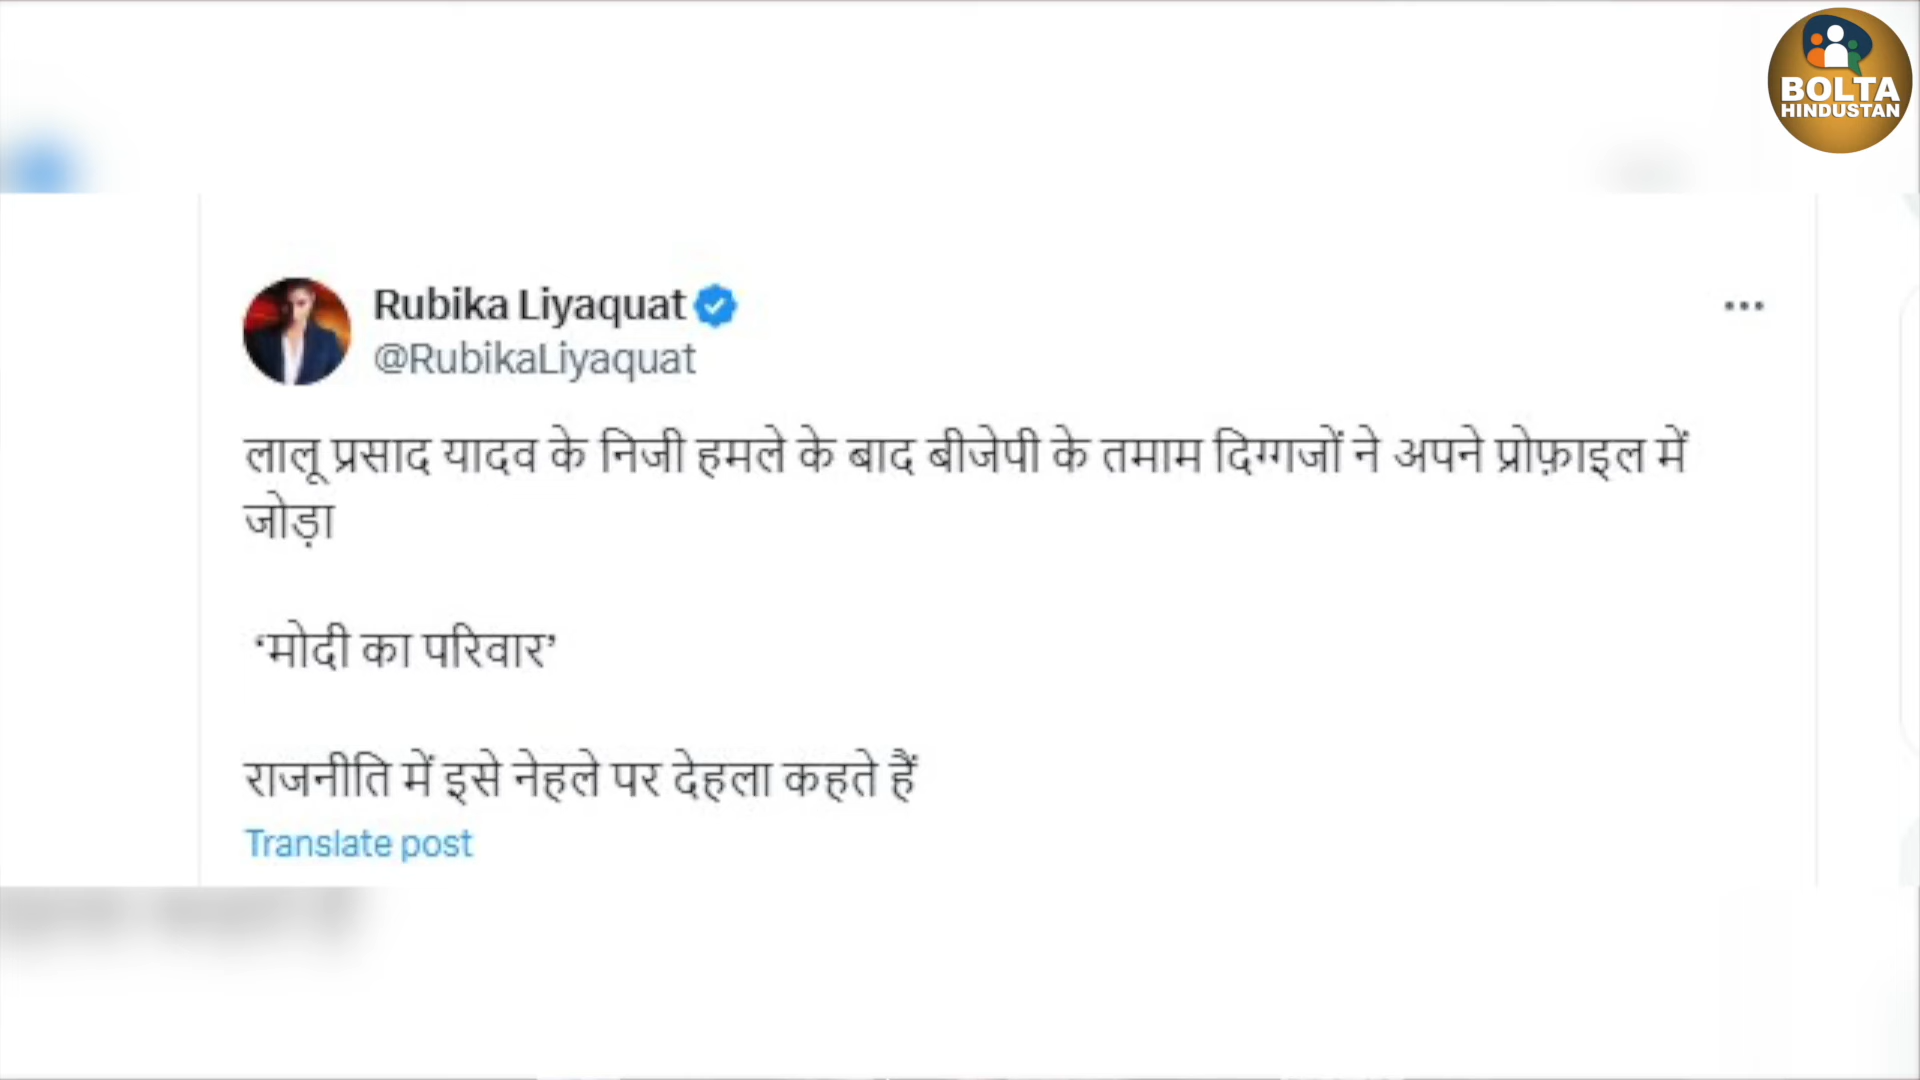 BOLTA
HINDUSTAN
Rubika Liyaquat
@RubikaLiyaquat
लालू प्रसाद यादव के निजी हमले के बाद बीजेपी के तमाम दिग्गजों ने अपने प्रोफ़ाइल में
जोड़ा
‘मोदी का परिवार’
राजनीति में इसे नेहले पर देहला कहते हैं
Translate post